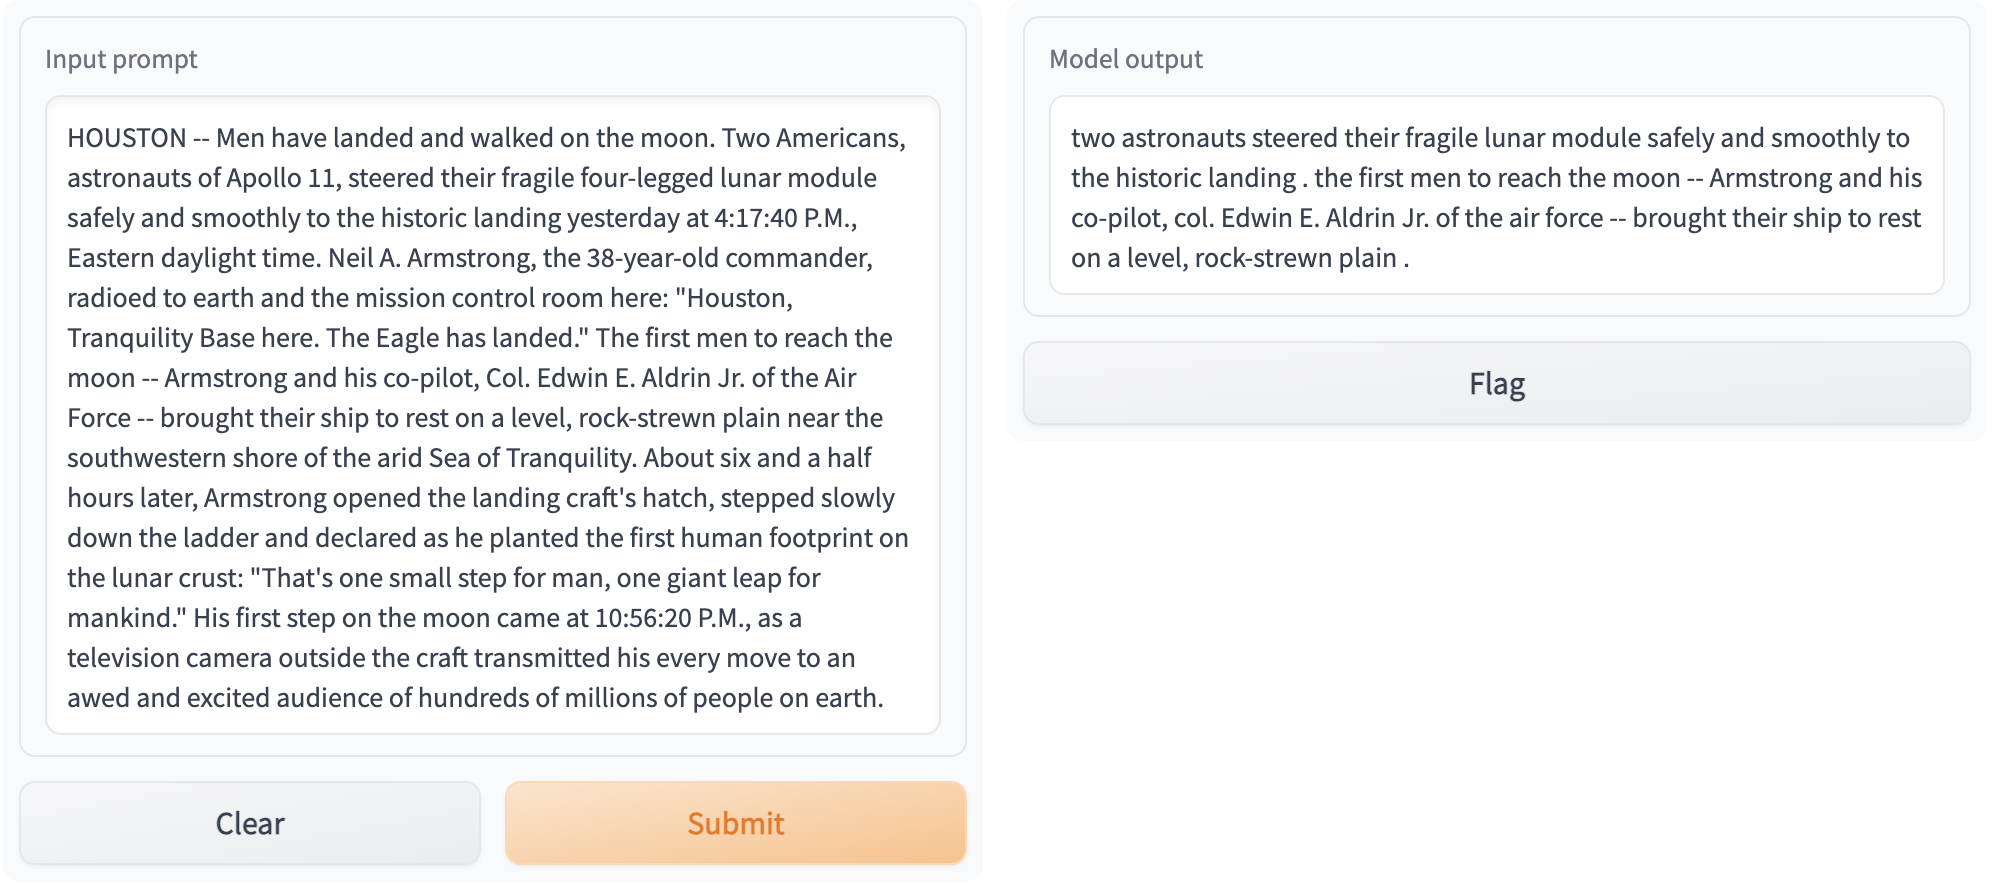 Input prompt
HOUSTON -- Men have landed and walked on the moon. Two Americans,
astronauts of Apollo 11, steered their fragile four-legged lunar module
safely and smoothly to the historic landing yesterday at 4:17:40 P.M.,
Eastern daylight time. Neil A. Armstrong, the 38-year-old commander,
radioed to earth and the mission control room here: "Houston,
Tranquility Base here. The Eagle has landed." The first men to reach the
moon -- Armstrong and his co-pilot, Col. Edwin E. Aldrin Jr. of the Air
Force -- brought their ship to rest on a level, rock-strewn plain near the
southwestern shore of the arid Sea of Tranquility. About six and a half
hours later, Armstrong opened the landing craft's hatch, stepped slowly
down the ladder and declared as he planted the first human footprint on
the lunar crust: "That's one small step for man, one giant leap for
mankind." His first step on the moon came at 10:56:20 P.M., as a
television camera outside the craft transmitted his every move to an
awed and excited audience of hundreds of millions of people on earth.
Clear
Submit
Model output
two astronauts steered their fragile lunar module safely and smoothly to
the historic landing . the first men to reach the moon -- Armstrong and his
co-pilot, col. Edwin E. Aldrin Jr. of the air force -- brought their ship to rest
on a level, rock-strewn plain .
Flag